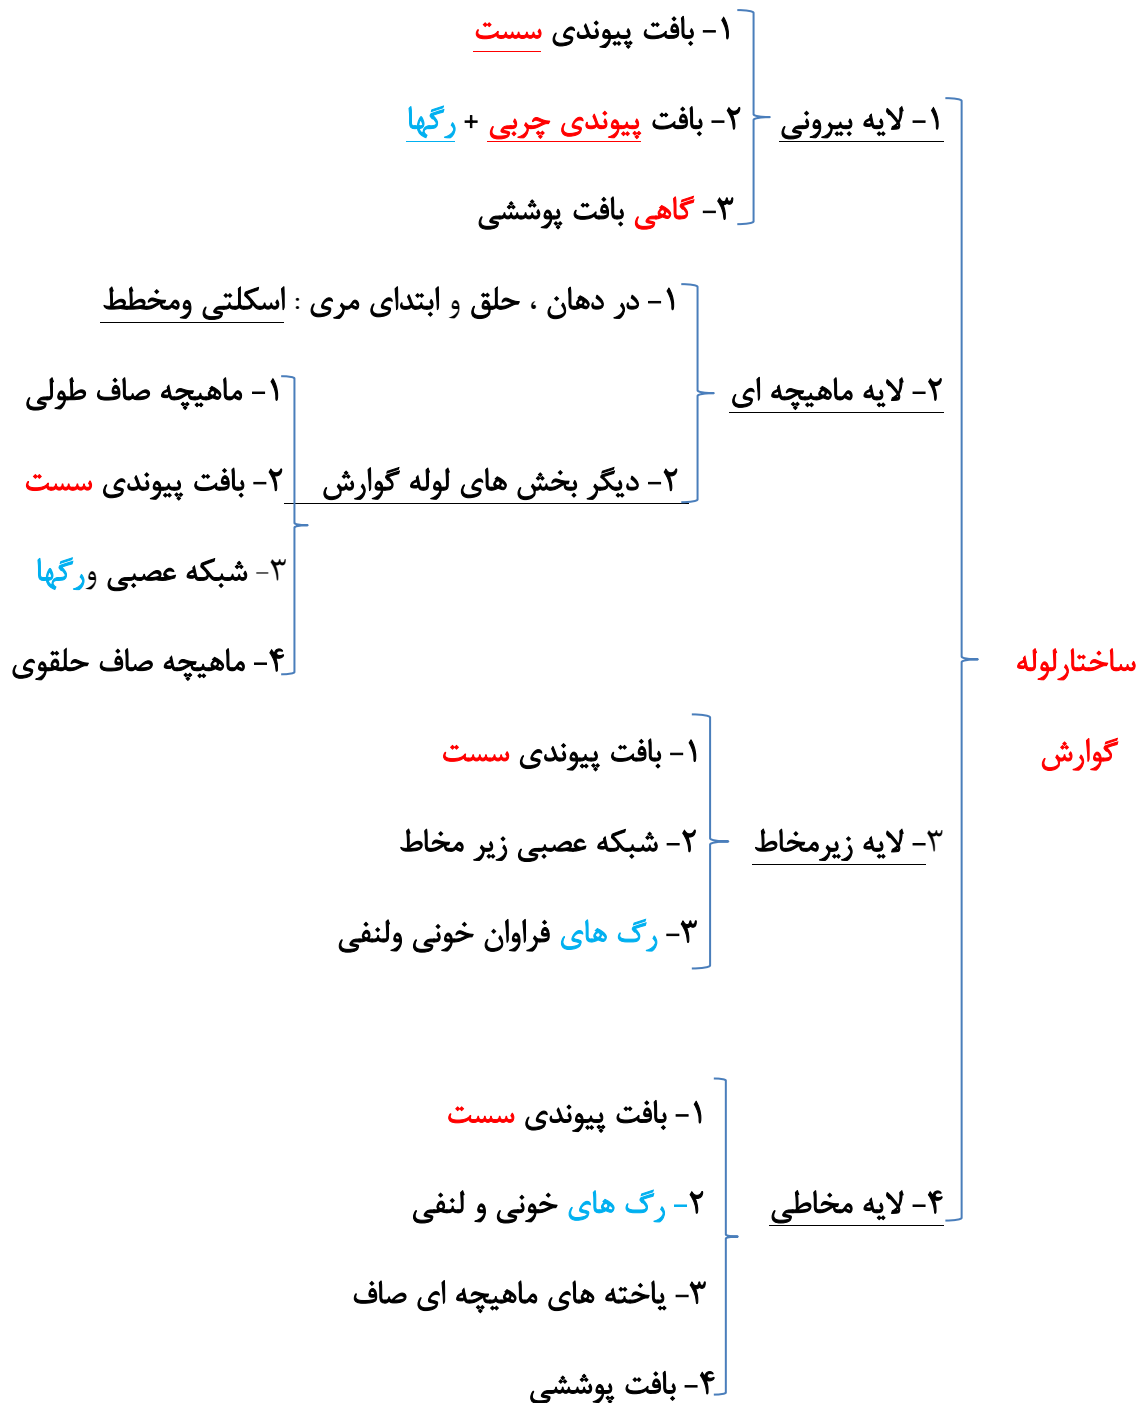 ساختارلوله
گوارش
۱- لایه بیرونی
۱- بافت پیوندی سست
۲- بافت پیوندی چربی + رگها
۳- گاهی بافت پوششی
۲- لایه ماهیچه ای
۱- در دهان ، حلق و ابتدای مری : اسکلتی ومخطط
۲- دیگر بخش های لوله گوارش
۱- ماهیچه صاف طولی
۲- بافت پیوندی سست
۳- شبکه عصبی ورگها
۴- ماهیچه صاف حلقوی
۳- لایه زیرمخاط
۱- بافت پیوندی سست
۲- شبکه عصبی زیر مخاط
۳- رگ های فراوان خونی ولنفی
۴- لایه مخاطی
۱- بافت پیوندی سست
۲- رگ های خونی و لنفی
۳- یاخته های ماهیچه ای صاف
۴- بافت پوششی